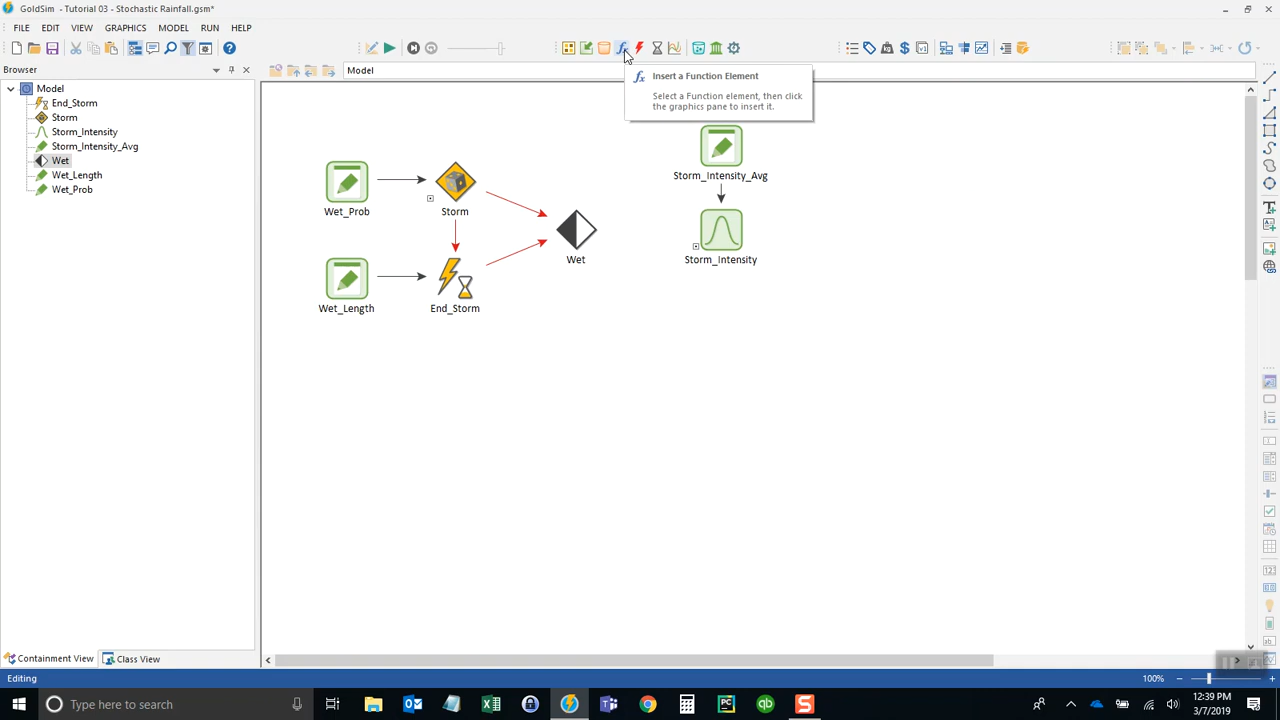 GoldSim - Tutorial 03 - Stochastic Rainfall.gsm*
FILE EDIT VIEW GRAPHICS MODEL RUN HELP
Browser
Model
Insert a Function Element
Select a Function element, then click
the graphics pane to insert it.
Model
End_Storm
Storm
Storm_Intensity
Storm_Intensity_Avg
Wet
Wet_Length
Wet_Prob
Storm_Intensity_Avg
Wet_Prob
Storm
Wet
Storm_Intensity
Wet_Length
End_Storm
Containment View
Class View
Editing
100%
Type here to search
12:39 PM
3/7/2019